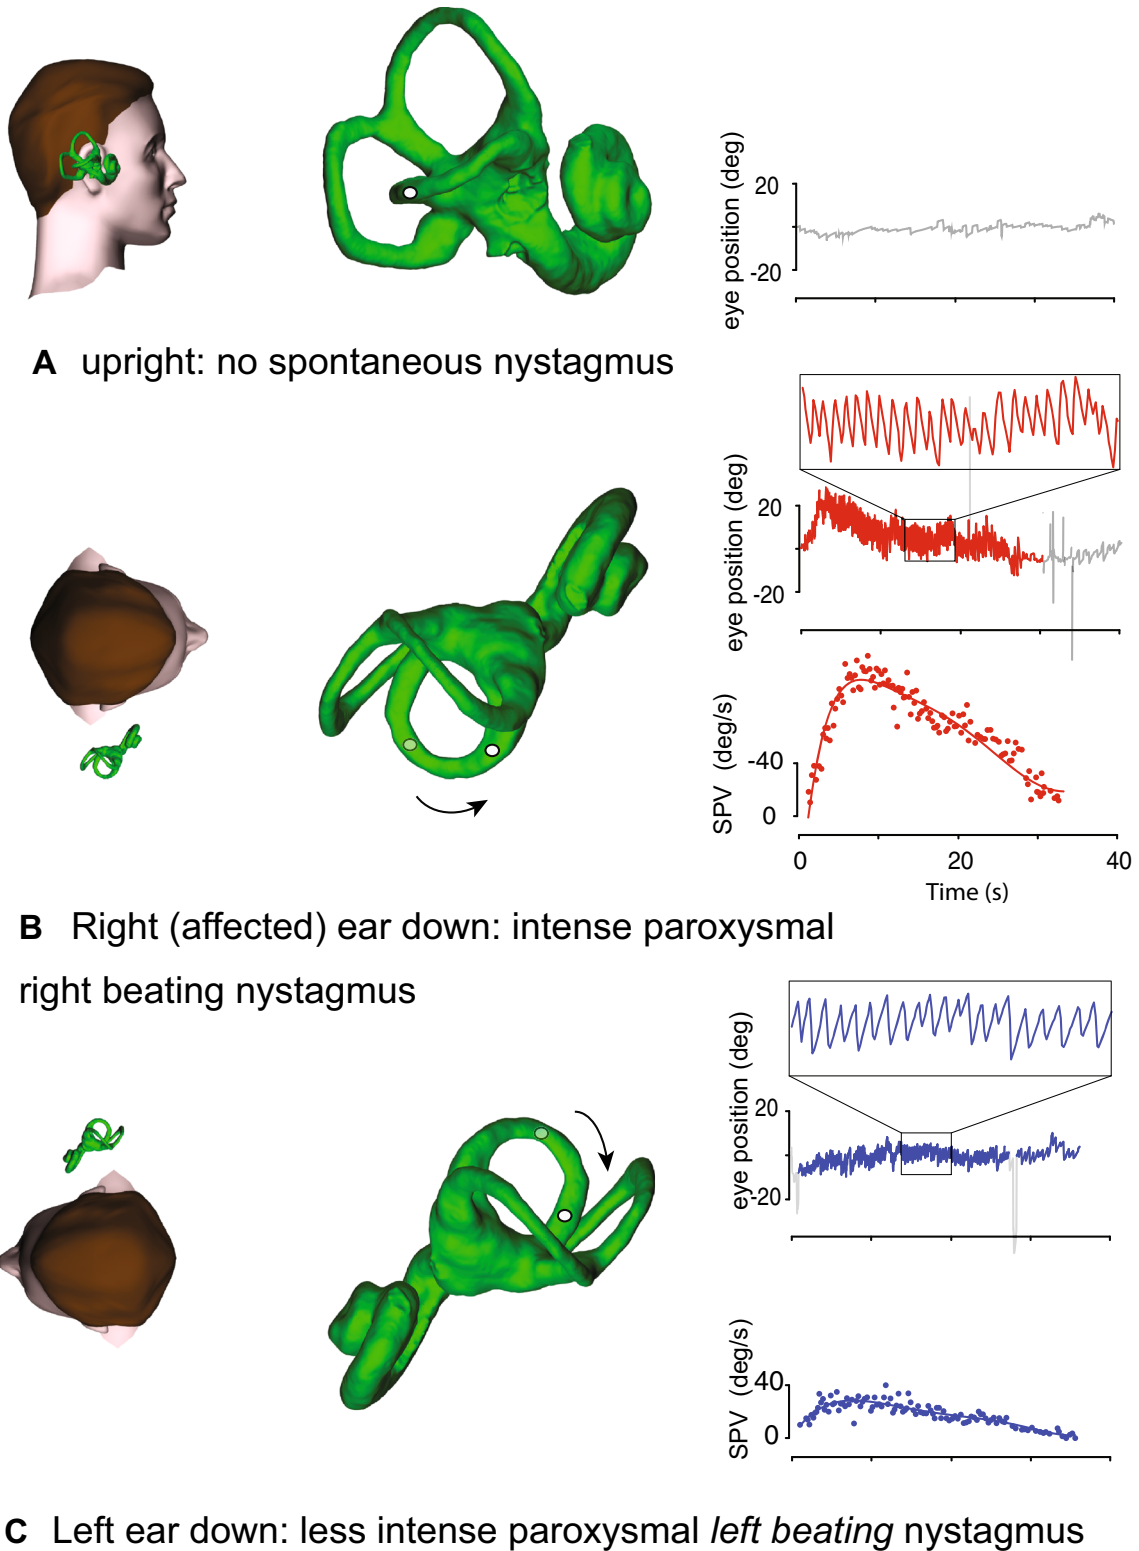 eye position (deg)
20
-20
A upright: no spontaneous nystagmus
eye position (deg)
20
-20
SPV (deg/s)
-40
0
0 20 40
Time (s)
B Right (affected) ear down: intense paroxysmal
right beating nystagmus
eye position (deg)
20
-20
SPV (deg/s)
40
0
C Left ear down: less intense paroxysmal left beating nystagmus